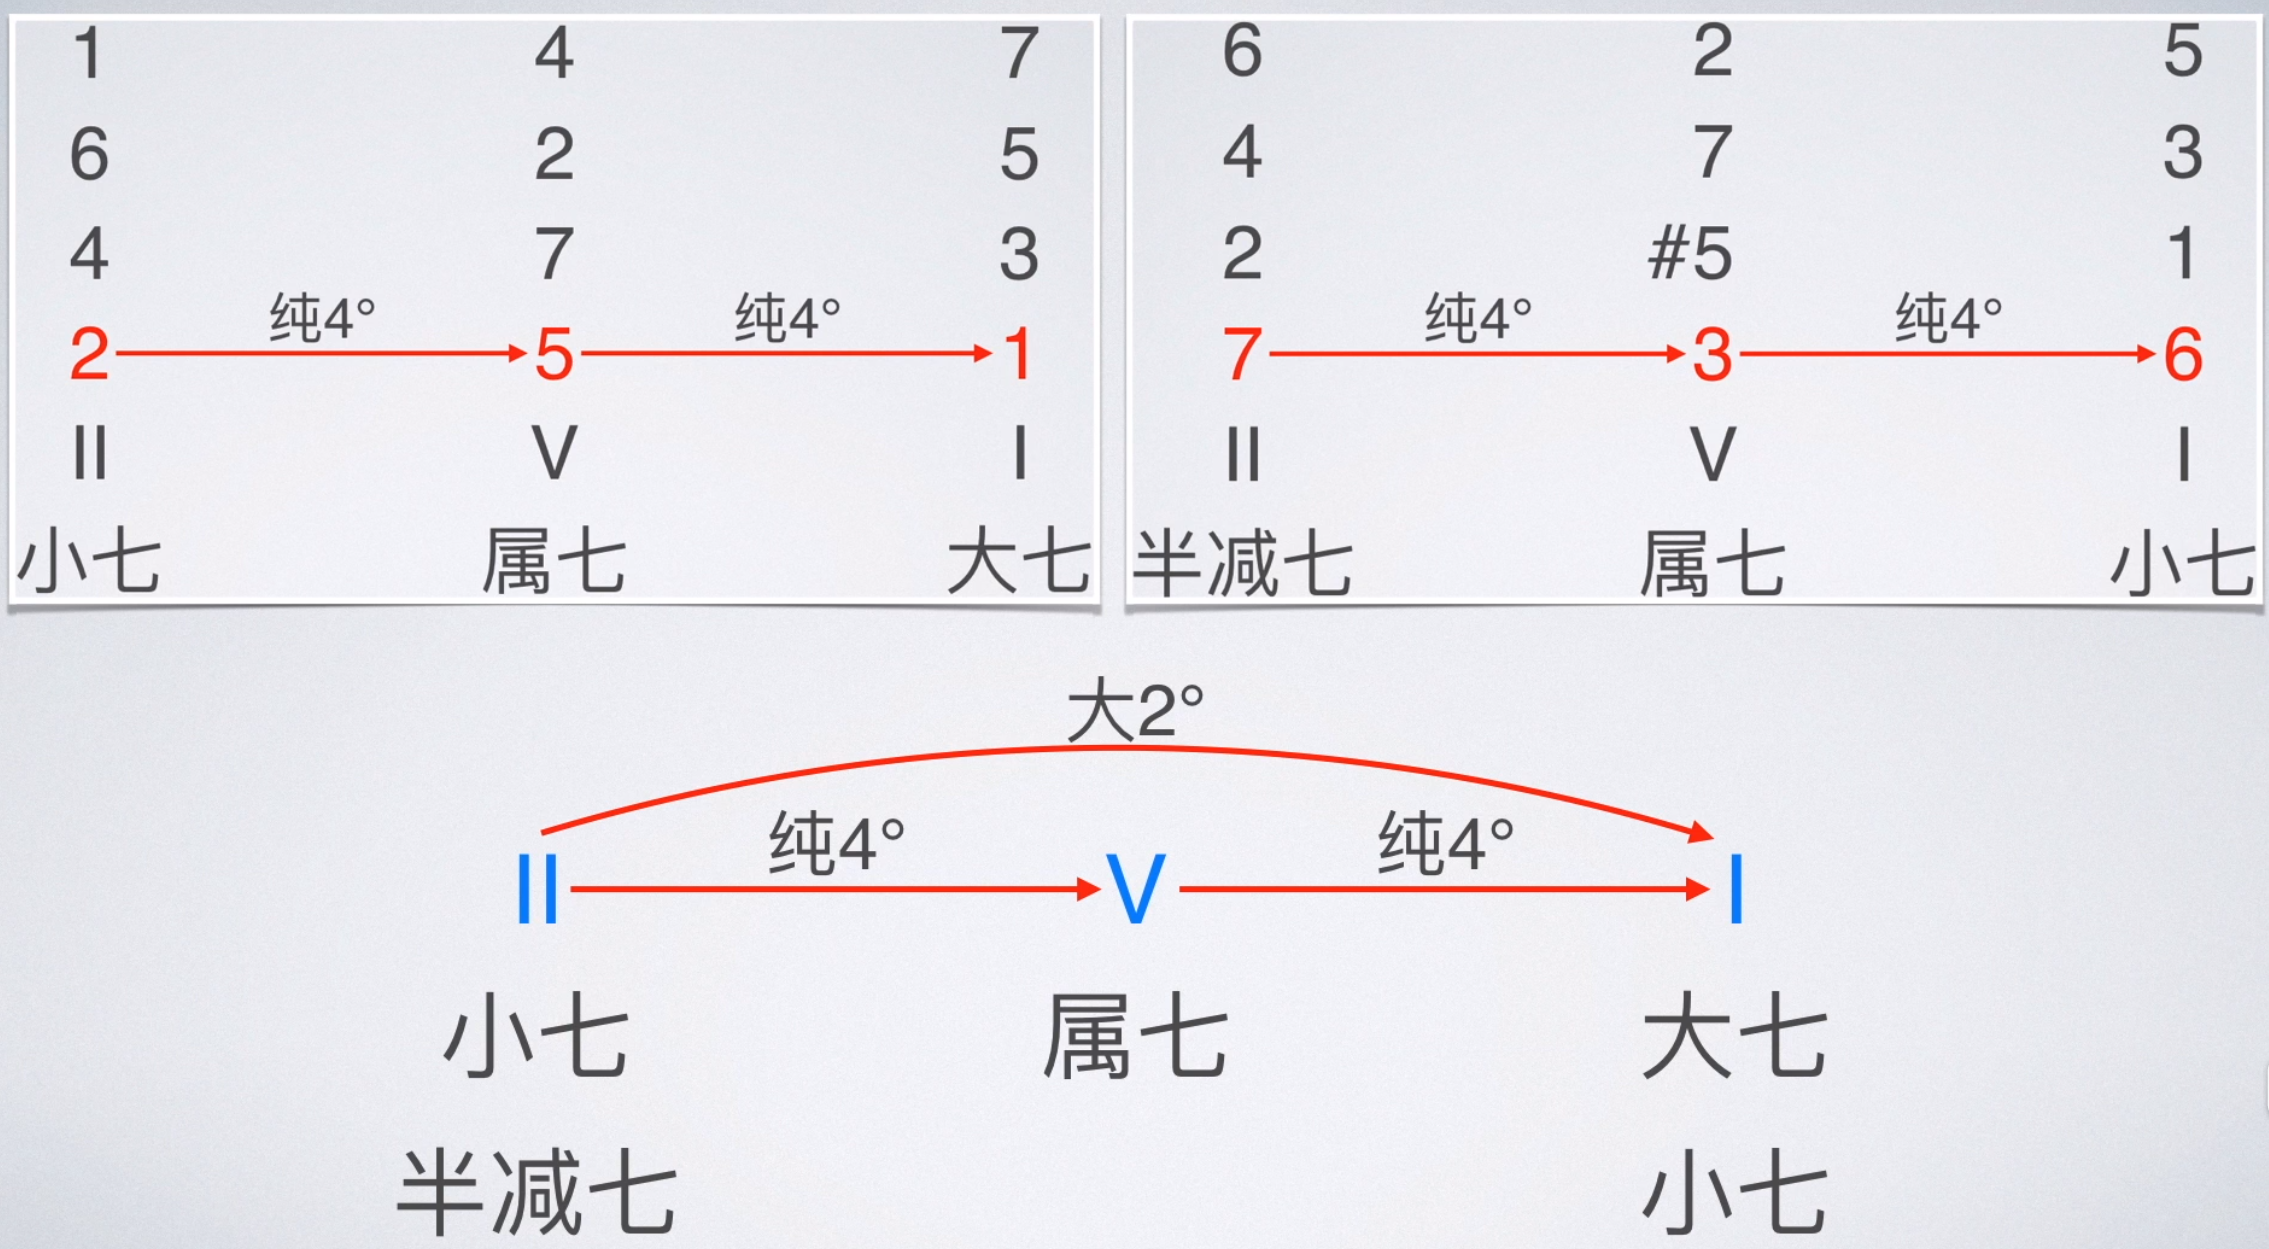 1 4 7
6 2 5
4 7 3
纯4° 纯4°
2 5 1
II V I
小七 属七 大七
6 2 5
4 7 3
2 #5 1
纯4° 纯4°
7 3 6
II V I
半减七 属七 小七
大2°
纯4° 纯4°
II V I
小七 属七 大七
半减七 小七